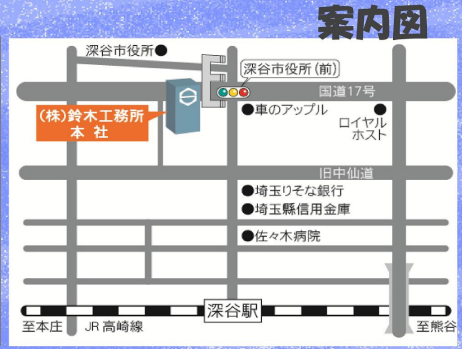 案内図
深谷市役所●
深谷市役所(前)
国道17号
●車のアップル
●
ロイヤル
ホスト
(株)鈴木工務所
本社
旧中仙道
●埼玉りそな銀行
●埼玉縣信用金庫
●佐々木病院
深谷駅
至本庄
JR高崎線
至熊谷